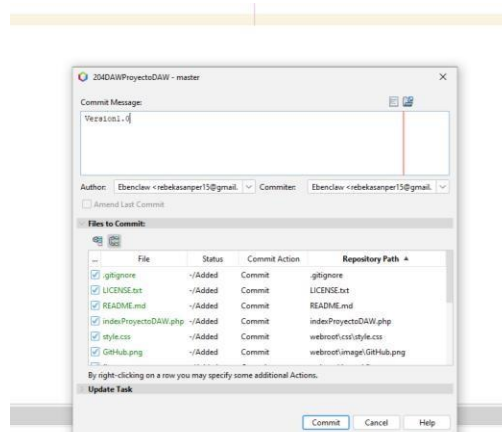 204DAWProyectoDAW - master
Commit Message:
Version1.0
Author: Ebenclaw <rebekasanper15@gmail. Commiter: Ebenclaw <rebekasanper15@gmail.
Amend Last Commit
Files to Commit:
... File Status Commit Action Repository Path
.gitignore -/Added Commit .gitignore
LICENSE.txt -/Added Commit LICENSE.txt
README.md -/Added Commit README.md
indexProyectoDAW.php -/Added Commit indexProyectoDAW.php
style.css -/Added Commit webroot\css\style.css
GitHub.png -/Added Commit webroot\image\GitHub.png
By right-clicking on a row you may specify some additional Actions.
Update Task
Commit Cancel Help